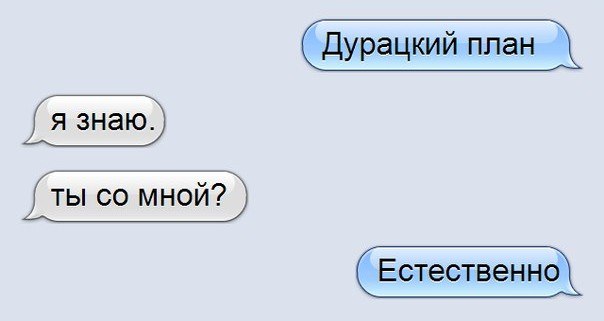 Дурацкий план
я знаю.
ты со мной?
Естественно